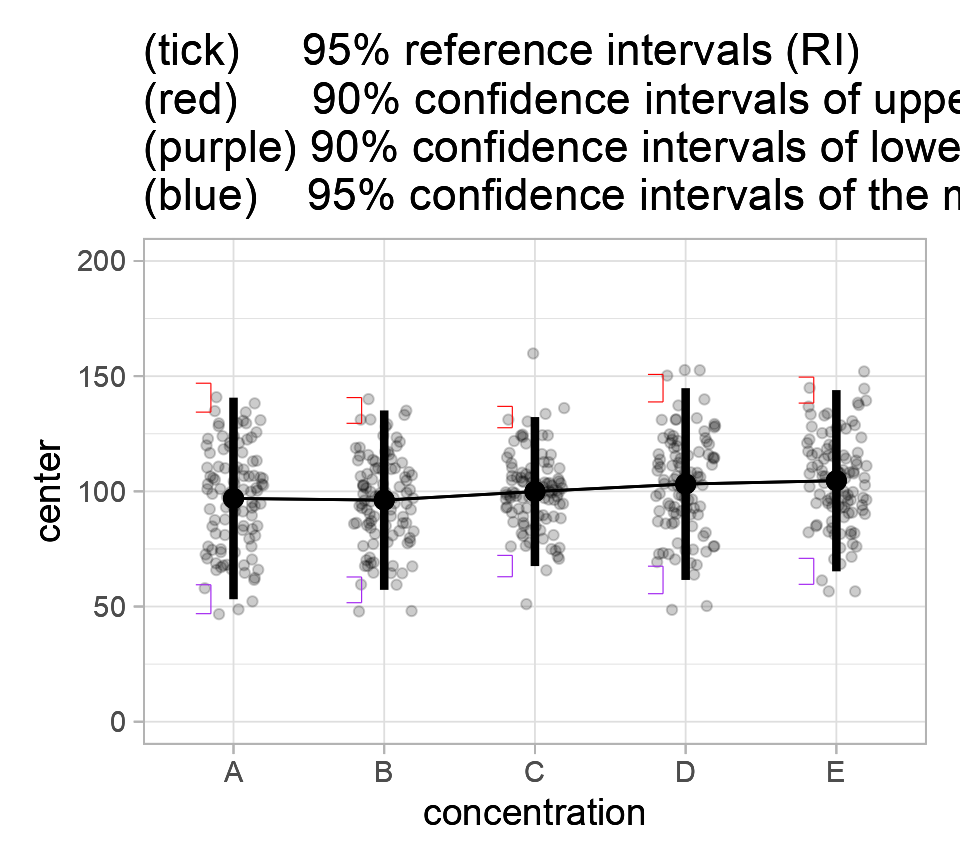 (tick) 95% reference intervals (RI)
(red) 90% confidence intervals of
(purple) 90% confidence intervals of
(blue) 95% confidence intervals of the
200
150
100
50
0
center
A B C D E
concentration